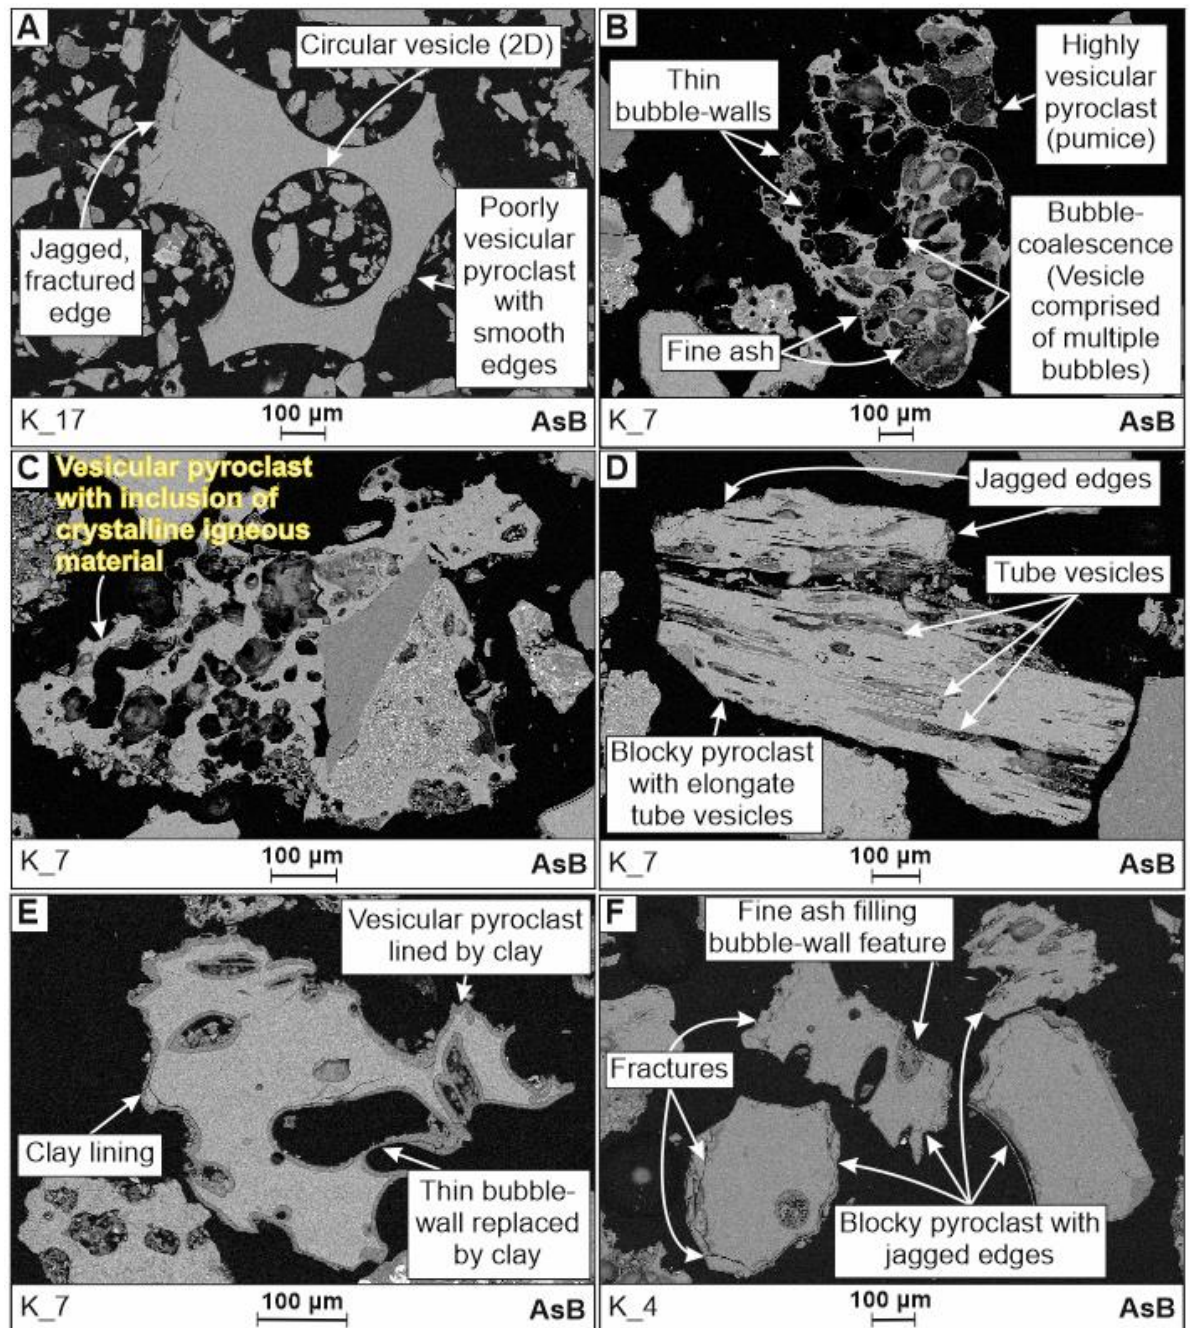 A
Circular vesicle (2D)
Jagged,
fractured
edge
Poorly
vesicular
pyroclast
with
smooth
edges
K_17
100 µm
AsB
B
Thin
bubble-walls
Highly
vesicular
pyroclast
(pumice)
Bubble-
coalescence
(Vesicle
comprised
of multiple
bubbles)
Fine ash
K_7
100 µm
AsB
C
Vesicular pyroclast
with inclusion of
crystalline igneous
material
K_7
100 µm
AsB
D
Jagged edges
Tube vesicles
Blocky pyroclast
with elongate
tube vesicles
K_7
100 µm
AsB
E
Vesicular pyroclast
lined by clay
Clay lining
Thin bubble-
wall replaced
by clay
K_7
100 µm
AsB
F
Fine ash filling
bubble-wall feature
Fractures
Blocky pyroclast with
jagged edges
K_4
100 µm
AsB